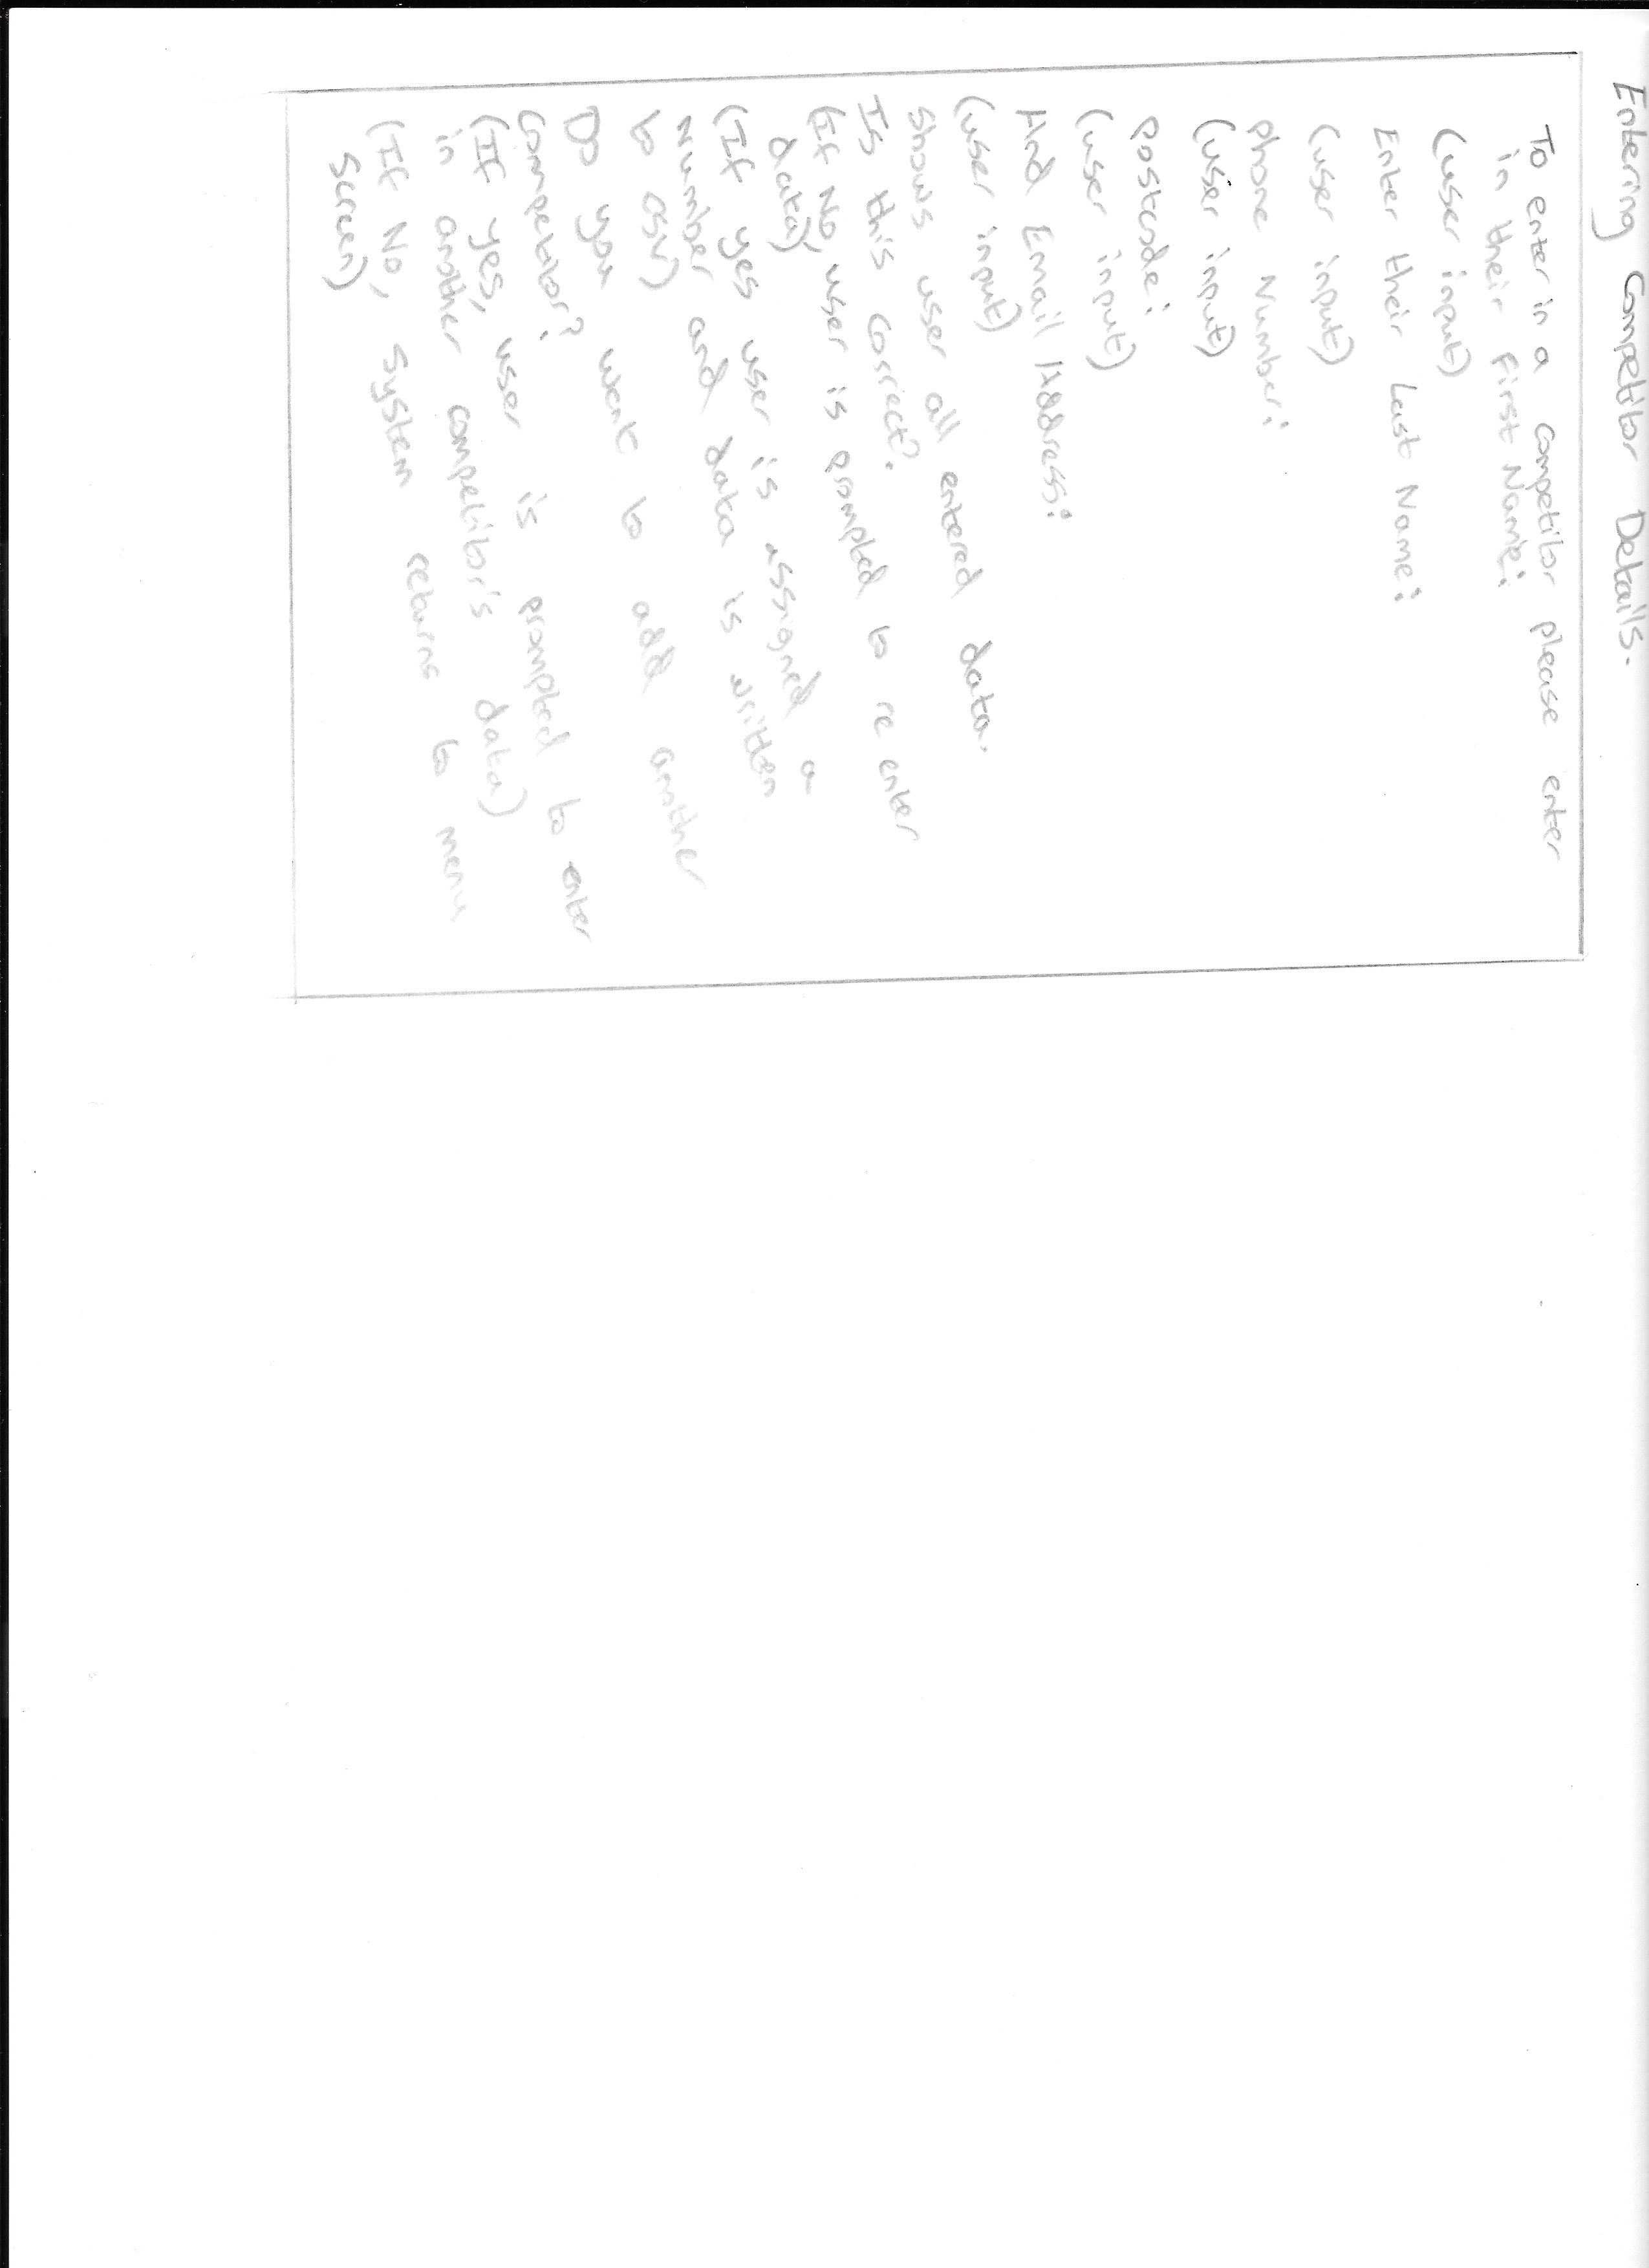 Entering Competitor Details.
To enter in a competitor please enter
in their First Name:
(user input)
Enter their Last Name:
(user input)
phone Number:
(user input)
postcode:
(user input)
And Email Address:
(user input)
shows user all entered data.
Is this Correct?
(If No, user is prompted to re enter
data)
(If yes user is assigned a
Number and data is written
to CSV)
Do you want to add another
Competitor?
(If yes, user is prompted to enter
in another competitor's data)
(If No, system returns to menu
screen)